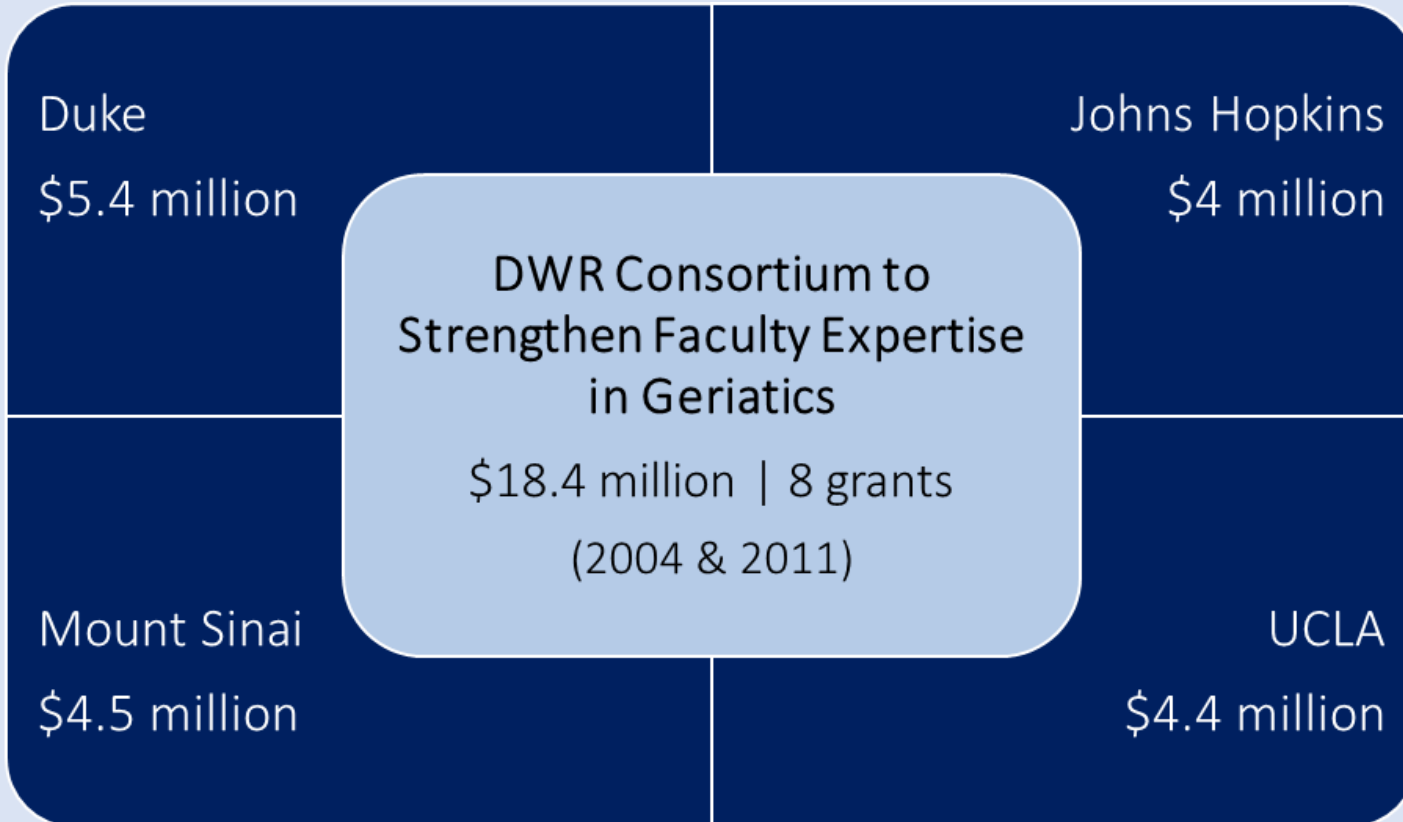 Duke
$5.4 million
Johns Hopkins
$4 million
DWR Consortium to
Strengthen Faculty Expertise
in Geriatics
$18.4 million | 8 grants
(2004 & 2011)
Mount Sinai
$4.5 million
UCLA
$4.4 million